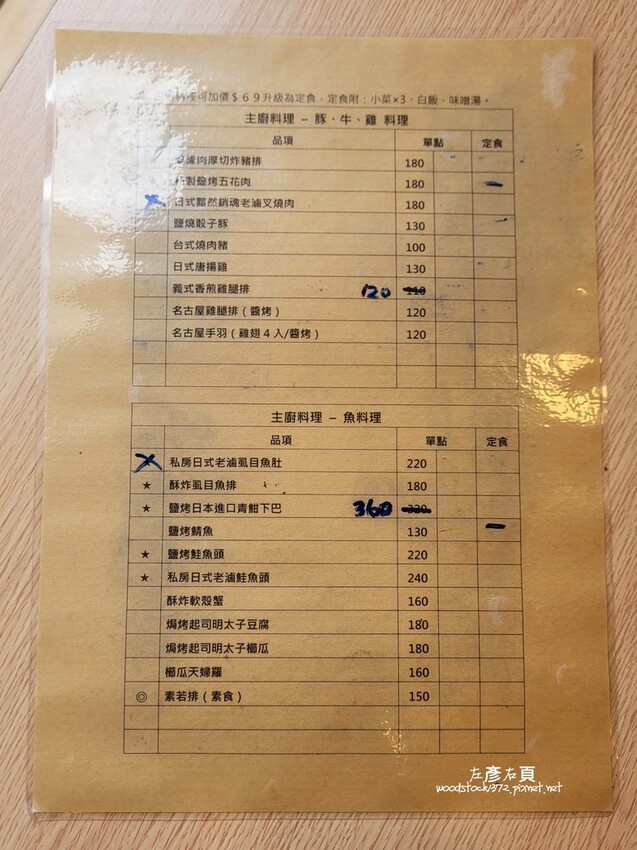 可加價＄６９升級為定食。定食附：小菜×3．白飯．味噌湯。
主廚料理 – 豚、牛、雞 料理
品項 單點 定食
肉厚切炸豬排 180
製鹽烤五花肉 180
日式黯然銷魂老滷叉燒肉 180
鹽燒骰子豚 130
台式燒肉豬 100
日式唐揚雞 130
義式香煎雞腿排 120 110
名古屋雞腿排（醬烤） 120
名古屋手羽（雞翅４入/醬烤） 120
主廚料理 – 魚料理
品項 單點 定食
私房日式老滷虱目魚肚 220
★ 酥炸虱目魚排 180
★ 鹽烤日本進口青魽下巴 360 320
鹽烤鯖魚 130
★ 鹽烤鮭魚頭 220
★ 私房日式老滷鮭魚頭 240
酥炸軟殼蟹 160
焗烤起司明太子豆腐 180
焗烤起司明太子櫛瓜 180
櫛瓜天婦羅 160
◎ 素若排（素食） 150
左彥右頁
woodstock372.pixnet.net